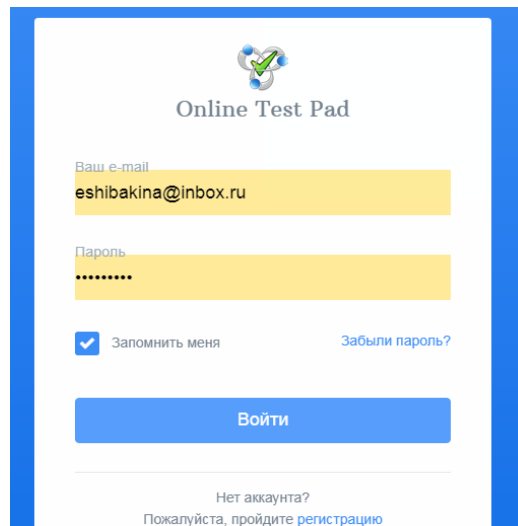 Online Test Pad
Ваш e-mail
eshibakina@inbox.ru
Пароль
•••••••••
Запомнить меня
Забыли пароль?
Войти
Нет аккаунта?
Пожалуйста, пройдите регистрацию